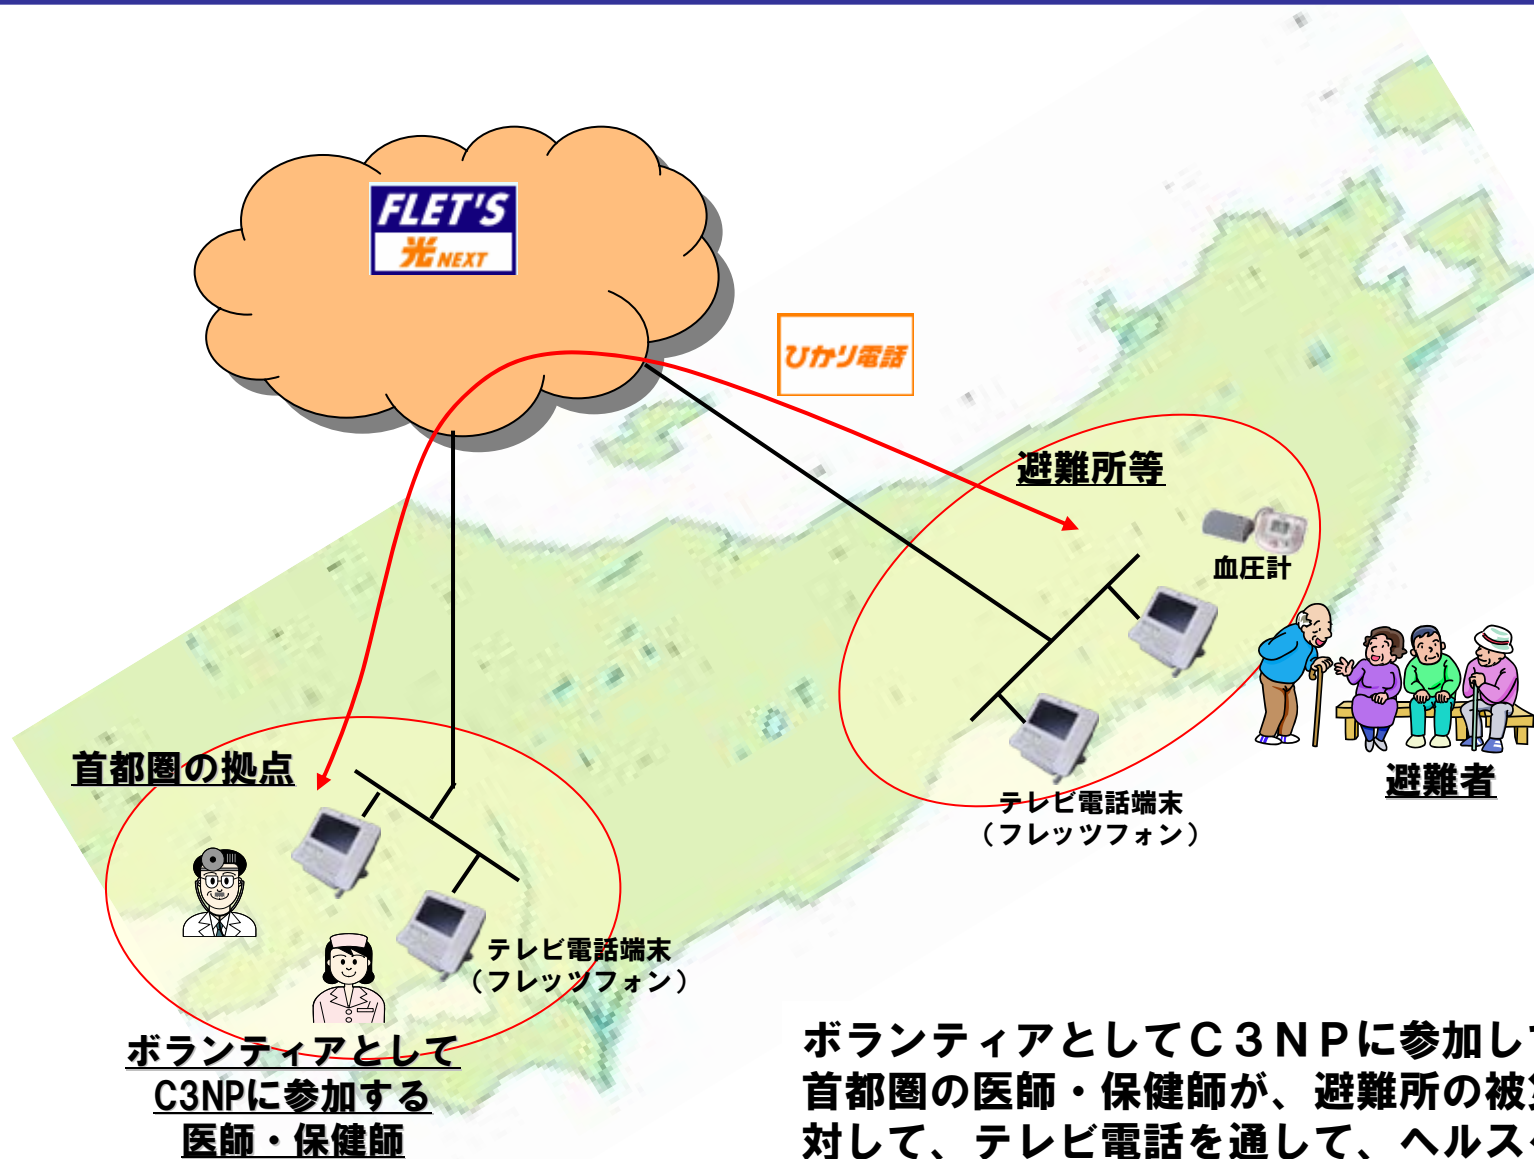 FLET'S
光NEXT
ひかり電話
避難所等
血圧計
避難者
テレビ電話端末
（フレッツフォン）
首都圏の拠点
テレビ電話端末
（フレッツフォン）
ボランティアとして
C3NPに参加する
医師・保健師
ボランティアとしてＣ３ＮＰに参加し
首都圏の医師・保健師が、避難所の被
対して、テレビ電話を通して、ヘルス